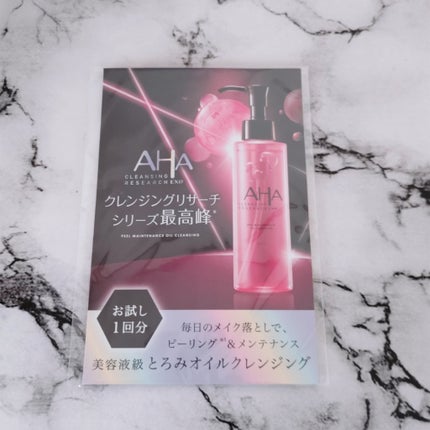 AHA
CLEANSING
RESEARCH EXP
クレンジングリサーチ
シリーズ最高峰※
PEEL MAINTENANCE OIL CLEANSING
AHA
お試し
1回分
毎日のメイク落としで、
ピーリング※1&メンテナンス
美容液級 とろみオイルクレンジング